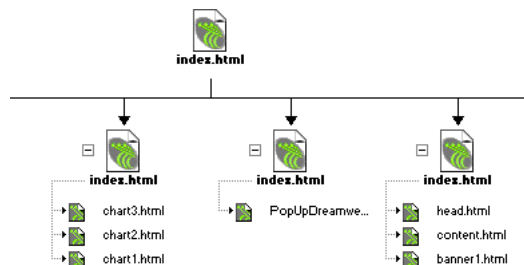 index.html
index.html
index.html
index.html
chart3.html
PopUpDreamwe...
head.html
chart2.html
content.html
chart1.html
banner1.html